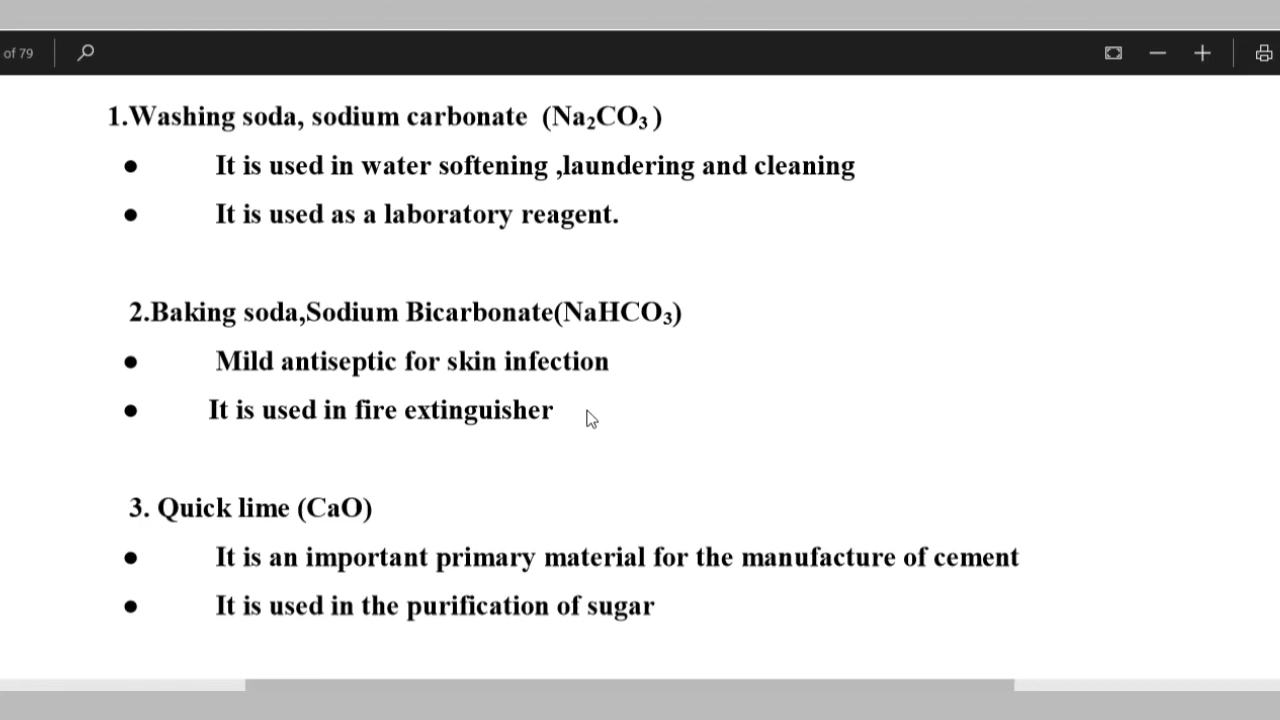 of 79
1.Washing soda, sodium carbonate (Na₂CO₃)
● It is used in water softening ,laundering and cleaning
● It is used as a laboratory reagent.
2.Baking soda,Sodium Bicarbonate(NaHCO₃)
● Mild antiseptic for skin infection
● It is used in fire extinguisher
3. Quick lime (CaO)
● It is an important primary material for the manufacture of cement
● It is used in the purification of sugar